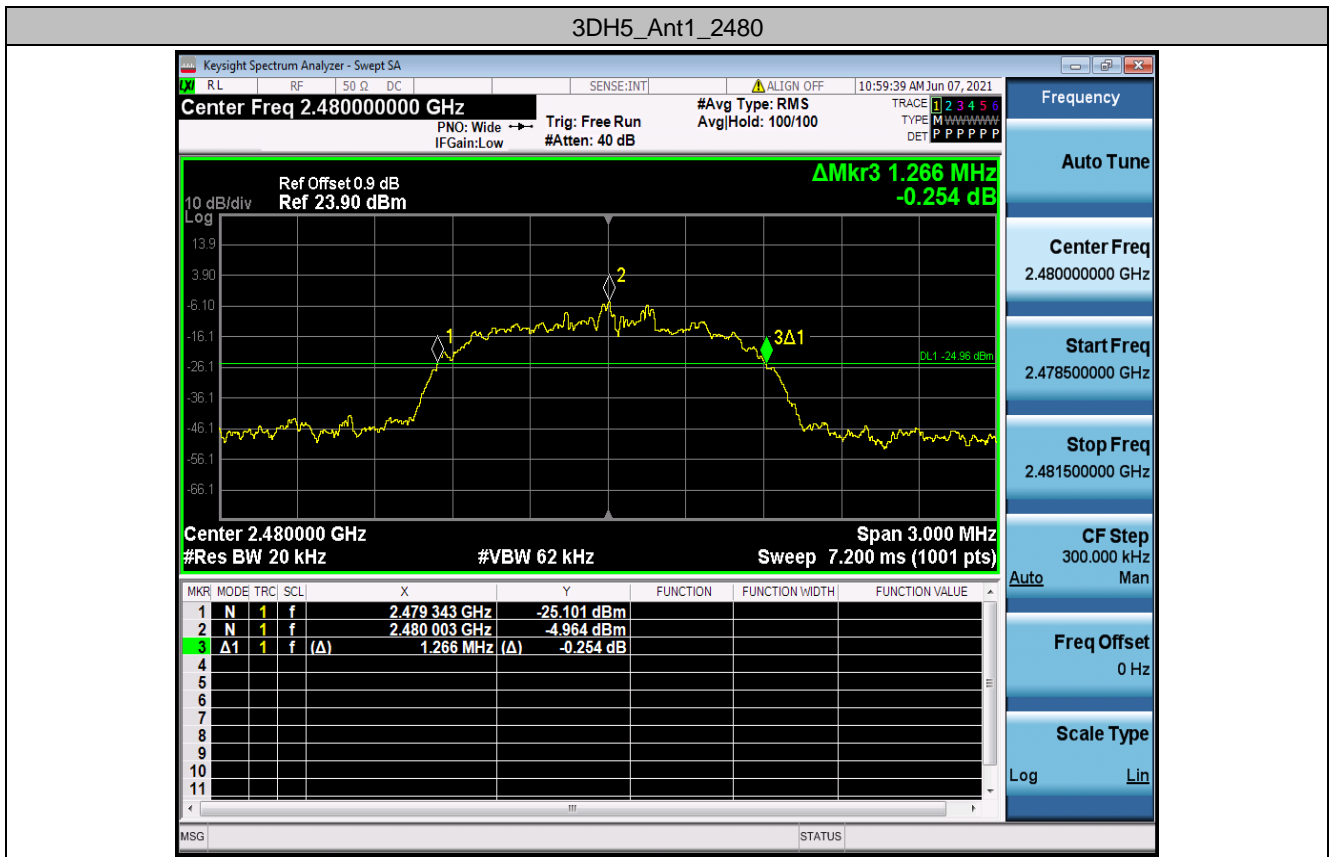 3DH5_Ant1_2480
Keysight Spectrum Analyzer - Swept SA
LXI RL RF 50 Ω DC SENSE:INT ALIGN OFF 10:59:39 AM Jun 07, 2021
Center Freq 2.480000000 GHz
PNO: Wide
IFGain:Low
Trig: Free Run
#Atten: 40 dB
#Avg Type: RMS
Avg|Hold: 100/100
TRACE 1 2 3 4 5 6
TYPE M W W W W W
DET P P P P P P
ΔMkr3 1.266 MHz
-0.254 dB
Ref Offset 0.9 dB
10 dB/div Ref 23.90 dBm
Log
13.9
3.90
-6.10
-16.1
-26.1
-36.1
-46.1
-56.1
-66.1
1
2
3Δ1
DL1 -24.96 dBm
Center 2.480000 GHz Span 3.000 MHz
#Res BW 20 kHz #VBW 62 kHz Sweep 7.200 ms (1001 pts)
MKR MODE TRC SCL X Y FUNCTION FUNCTION WIDTH FUNCTION VALUE
1 N 1 f 2.479 343 GHz -25.101 dBm
2 N 1 f 2.480 003 GHz -4.964 dBm
3 Δ1 1 f (Δ) 1.266 MHz (Δ) -0.254 dB
4
5
6
7
8
9
10
11
MSG STATUS
Frequency
Auto Tune
Center Freq
2.480000000 GHz
Start Freq
2.478500000 GHz
Stop Freq
2.481500000 GHz
CF Step
300.000 kHz
Auto Man
Freq Offset
0 Hz
Scale Type
Log Lin